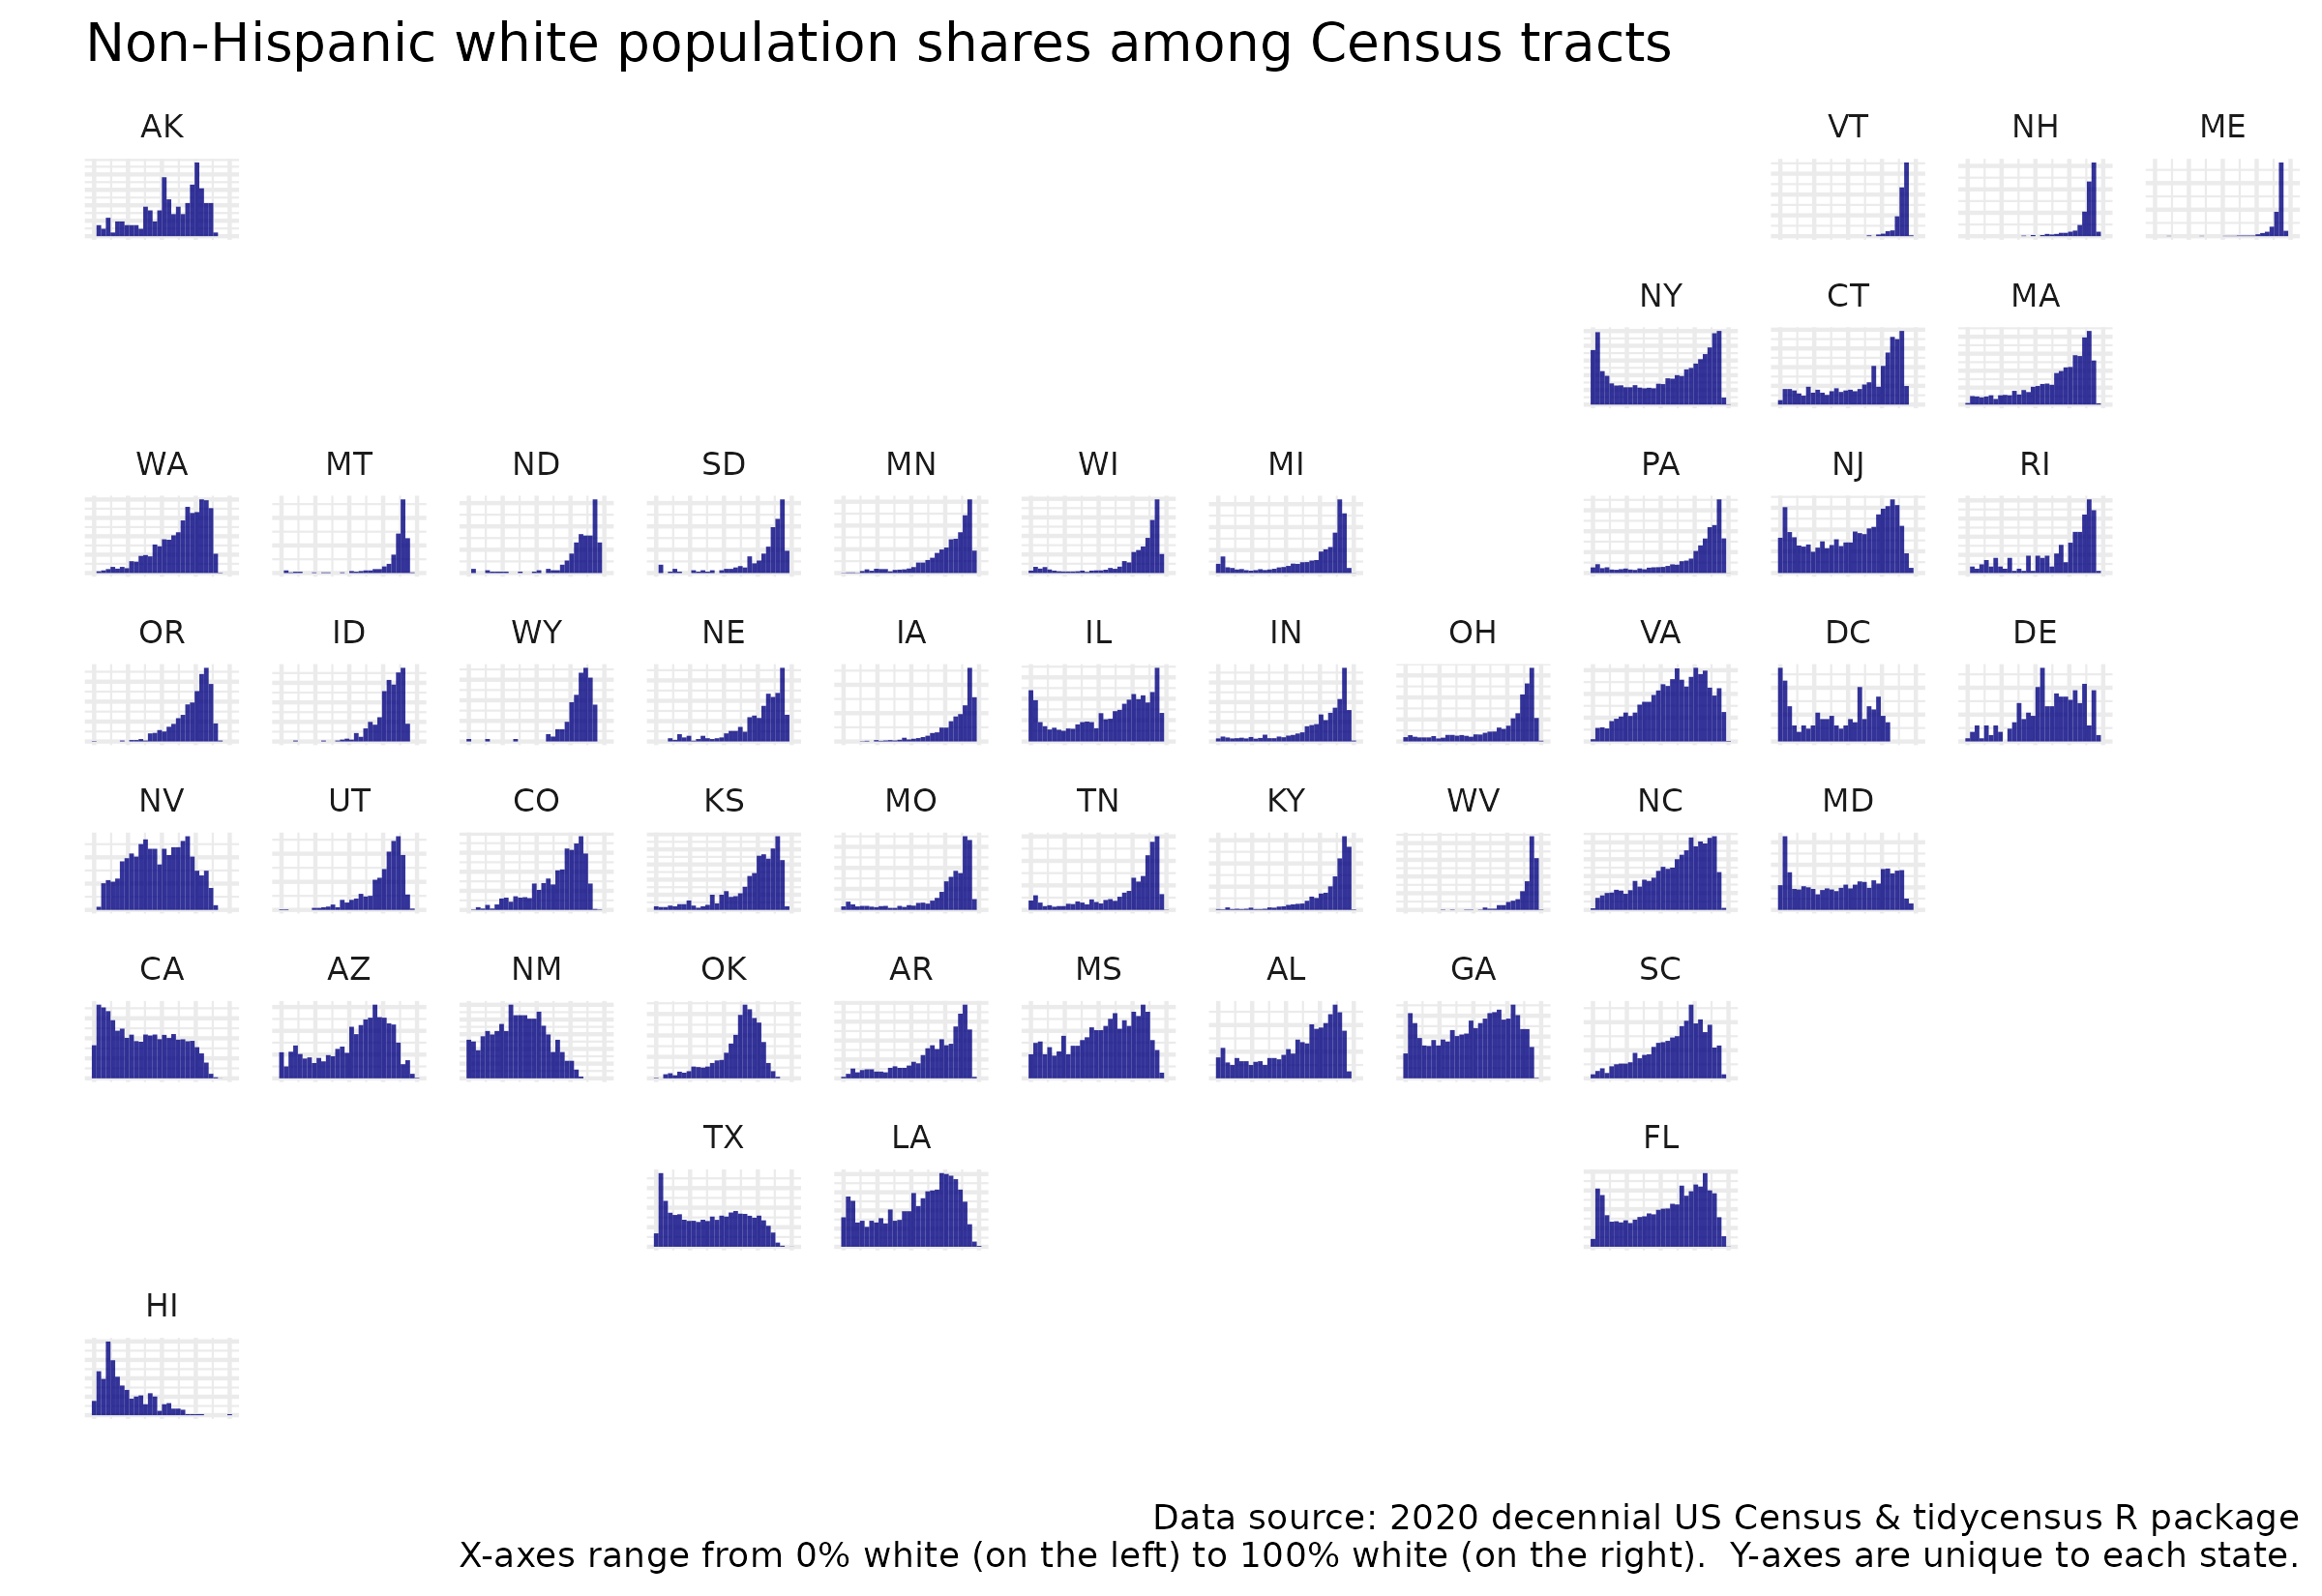 Non-Hispanic white population shares among Census tracts
AK VT NH ME
NY CT MA
WA MT ND SD MN WI MI PA NJ RI
OR ID WY NE IA IL IN OH VA DC DE
NV UT CO KS MO TN KY WV NC MD
CA AZ NM OK AR MS AL GA SC
TX LA FL
HI
Data source: 2020 decennial US Census & tidycensus R package
X-axes range from 0% white (on the left) to 100% white (on the right).  Y-axes are unique to each state.